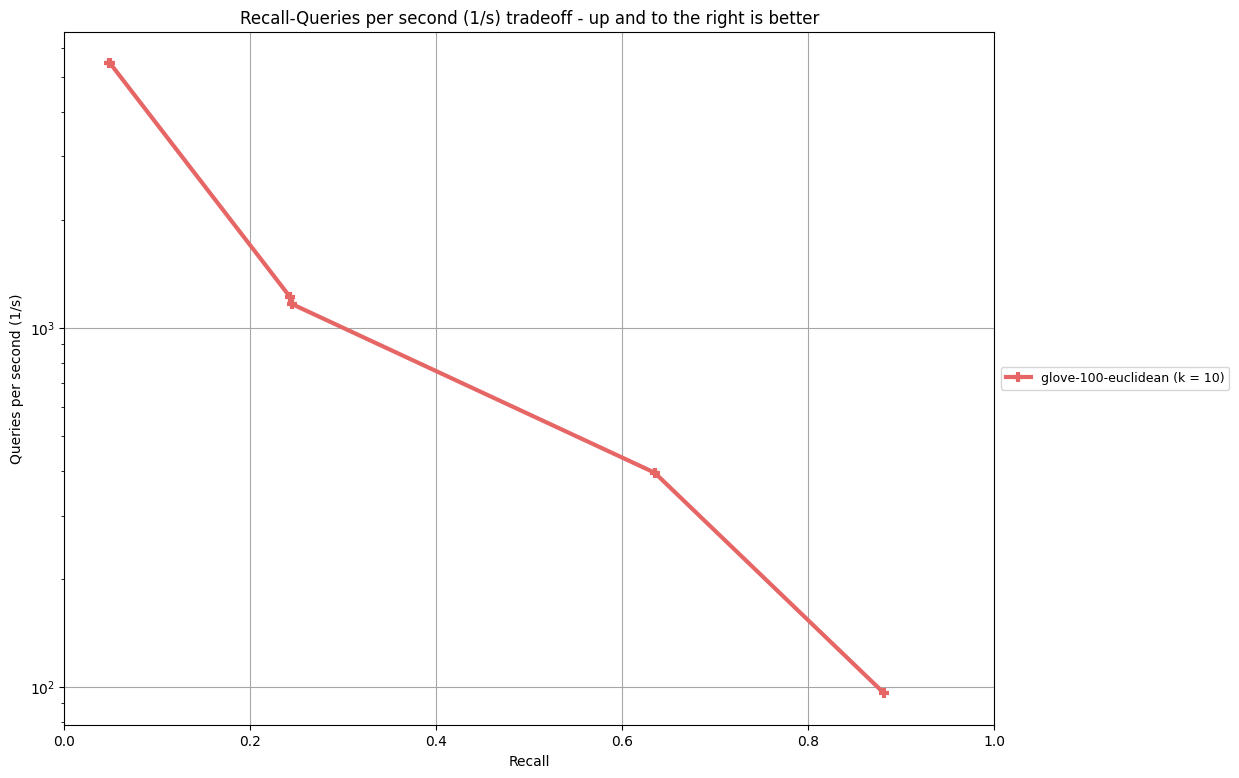 Recall-Queries per second (1/s) tradeoff - up and to the right is better
Queries per second (1/s)
10³
10²
0.0 0.2 0.4 0.6 0.8 1.0
Recall
glove-100-euclidean (k = 10)